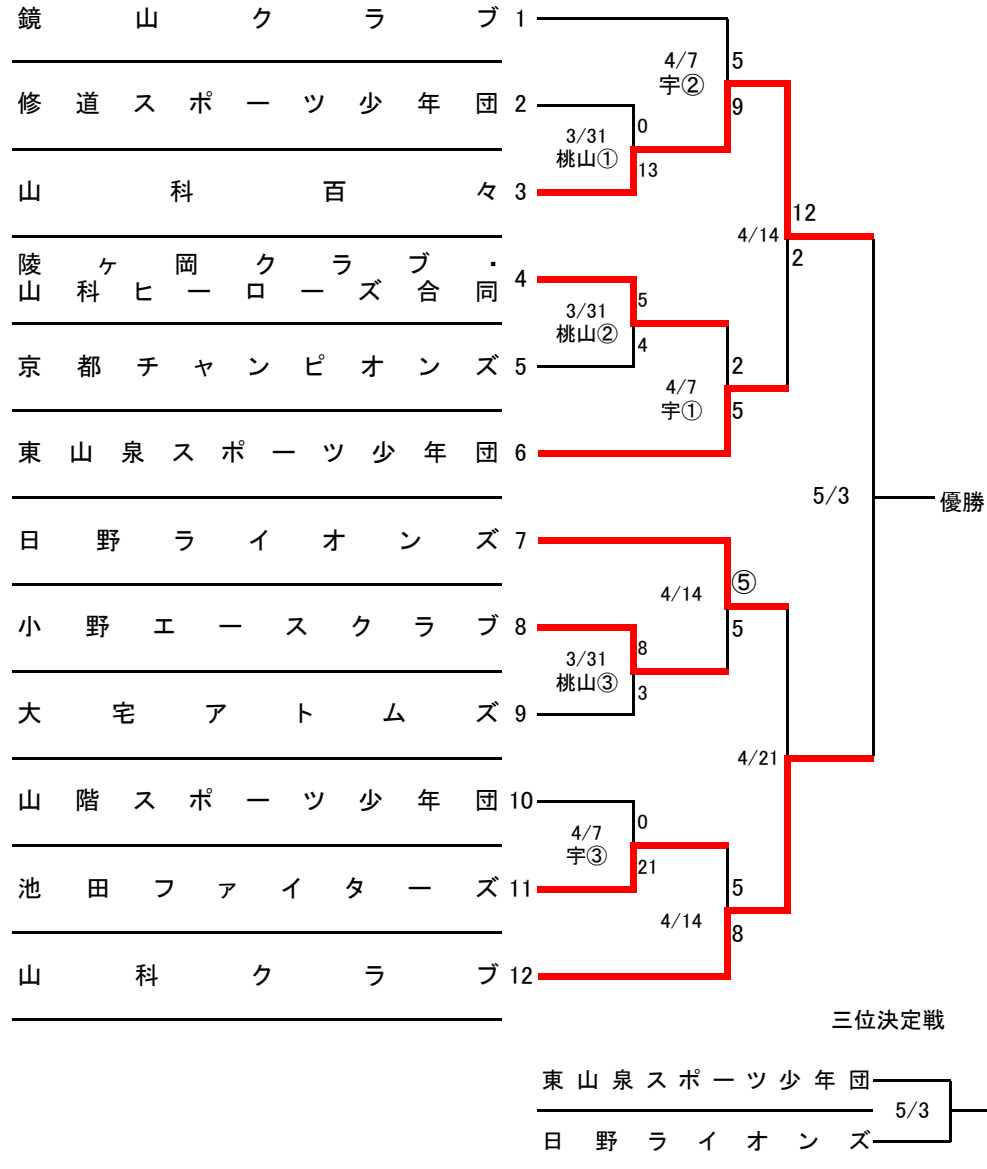 鏡山クラブ 1
4/7 5
宇②
修道スポーツ少年団 2
9
0
3/31
桃山①
13
山科百々 3
12
4/14
2
陵ヶ岡クラブ・
山科ヒーローズ合同 4
5
3/31
桃山②
4
京都チャンピオンズ 5
2
4/7
宇①
5
東山泉スポーツ少年団 6
5/3
優勝
日野ライオンズ 7
4/14
⑤
5
小野エースクラブ 8
8
3/31
桃山③
3
大宅アトムズ 9
4/21
山階スポーツ少年団 10
0
4/7
宇③
21
池田ファイターズ 11
5
4/14
8
山科クラブ 12
三位決定戦
東山泉スポーツ少年団
5/3
日野ライオンズ